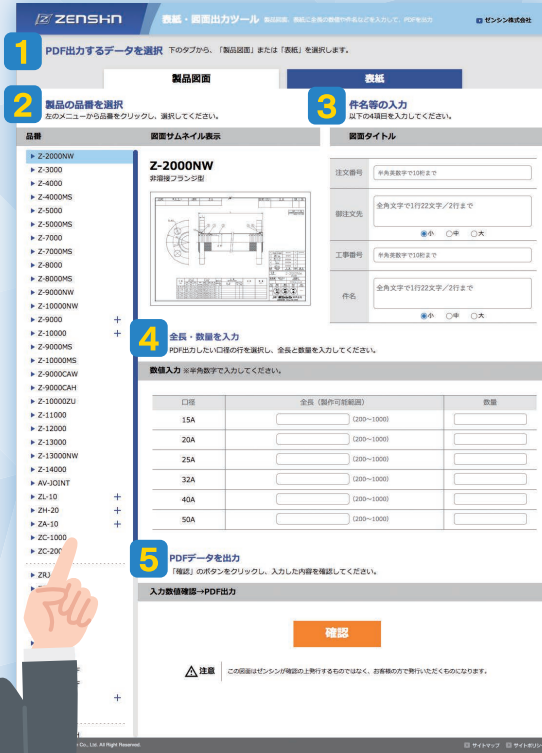 ZENSHIN
表紙・図面出力ツール
ゼンシン株式会社
1
PDF出力するデータを選択 下のタブから、「製品図面」または「表紙」を選択します。
製品図面
表紙
2
製品の品番を選択
左のメニューから品番をクリックし、選択してください。
3
件名等の入力
以下の4項目を入力してください。
品番
図面サムネイル表示
図面タイトル
Z-2000NW
Z-3000
Z-4000
Z-4000MS
Z-5000
Z-5000MS
Z-7000
Z-7000MS
Z-8000
Z-8000MS
Z-9000NW
Z-10000NW
Z-9000 +
Z-10000 +
Z-9000MS
Z-10000MS
Z-9000CAW
Z-9000CAH
Z-10000ZU
Z-11000
Z-12000
Z-13000
Z-13000NW
Z-14000
AV-JOINT
ZL-10 +
ZH-20 +
ZA-10 +
ZC-1000
ZC-200
ZRJ
+
Z-2000NW
非溶接フランジ型
注文番号 半角英数字で10桁まで
御注文先 全角文字で1行22文字／2行まで
小 中 大
工事番号 半角英数字で10桁まで
件名 全角文字で1行22文字／2行まで
小 中 大
4
全長・数量を入力
PDF出力したい口径の行を選択し、全長と数量を入力してください。
数値入力 ※半角数字で入力してください。
口径 全長（製作可能範囲） 数量
15A (200〜1000)
20A (200〜1000)
25A (200〜1000)
32A (200〜1000)
40A (200〜1000)
50A (200〜1000)
5
PDFデータを出力
「確認」のボタンをクリックし、入力した内容を確認してください。
入力数値確認→PDF出力
確認
注意 この図面はゼンシンが確認の上発行するものではなく、お客様の方で発行いただくものになります。
Co., Ltd. All Right Reserved.
サイトマップ サイトポリシ